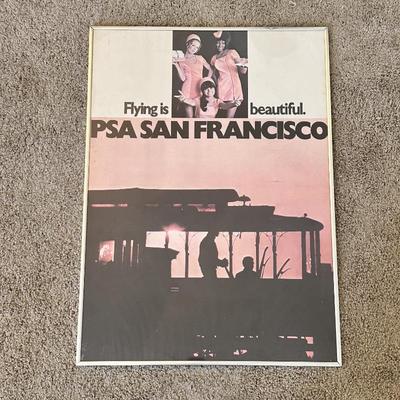 Flying is beautiful.
PSA SAN FRANCISCO